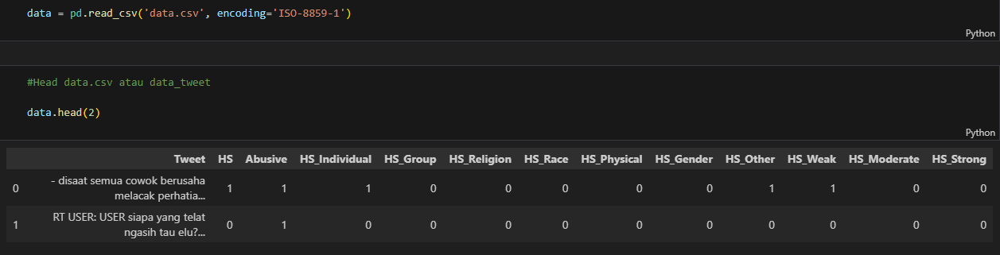 data = pd.read_csv('data.csv', encoding='ISO-8859-1')
Python
#Head data.csv atau data_tweet
data.head(2)
Python
Tweet HS Abusive HS_Individual HS_Group HS_Religion HS_Race HS_Physical HS_Gender HS_Other HS_Weak HS_Moderate HS_Strong
0 - disaat semua cowok berusaha 1 1 1 0 0 0 0 0 1 1 0 0
melacak perhatia...
1 RT USER: USER siapa yang telat 0 1 0 0 0 0 0 0 0 0 0 0
ngasih tau elu?...